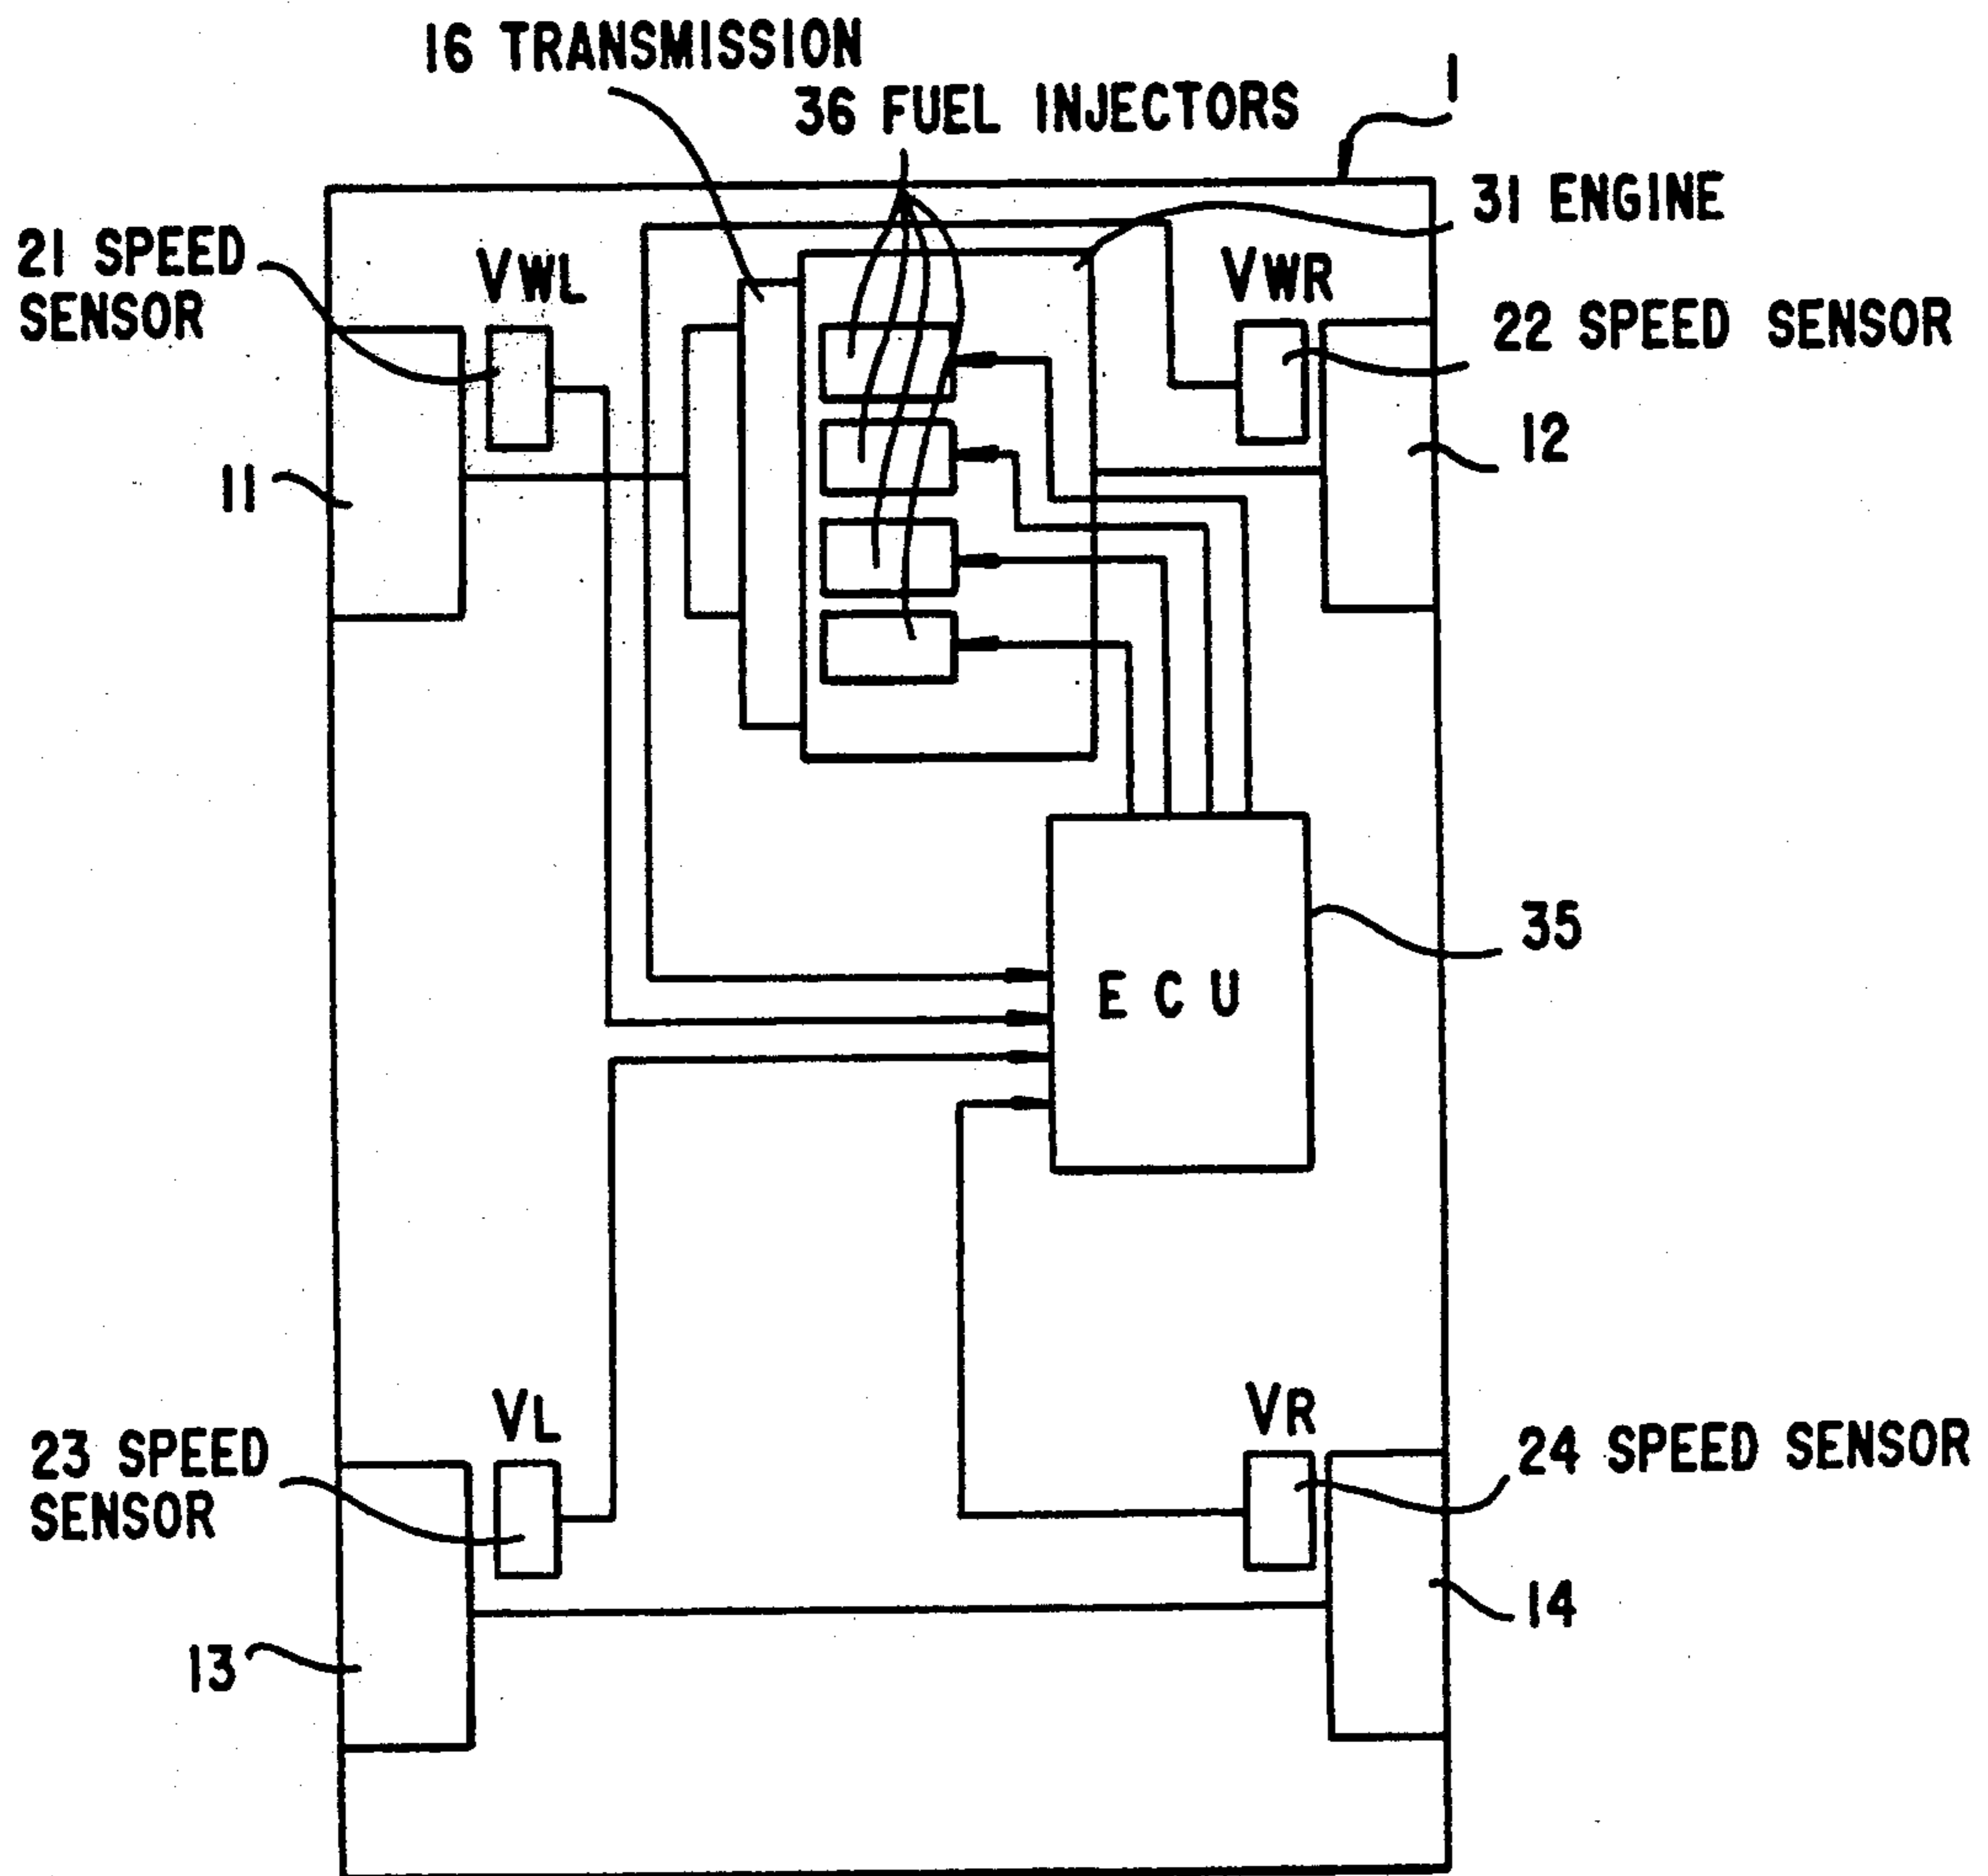 16 TRANSMISSION
36 FUEL INJECTORS
1
31 ENGINE
21 SPEED
SENSOR
VWL
VWR
22 SPEED SENSOR
11
12
35
ECU
VL
VR
23 SPEED
SENSOR
24 SPEED SENSOR
13
14